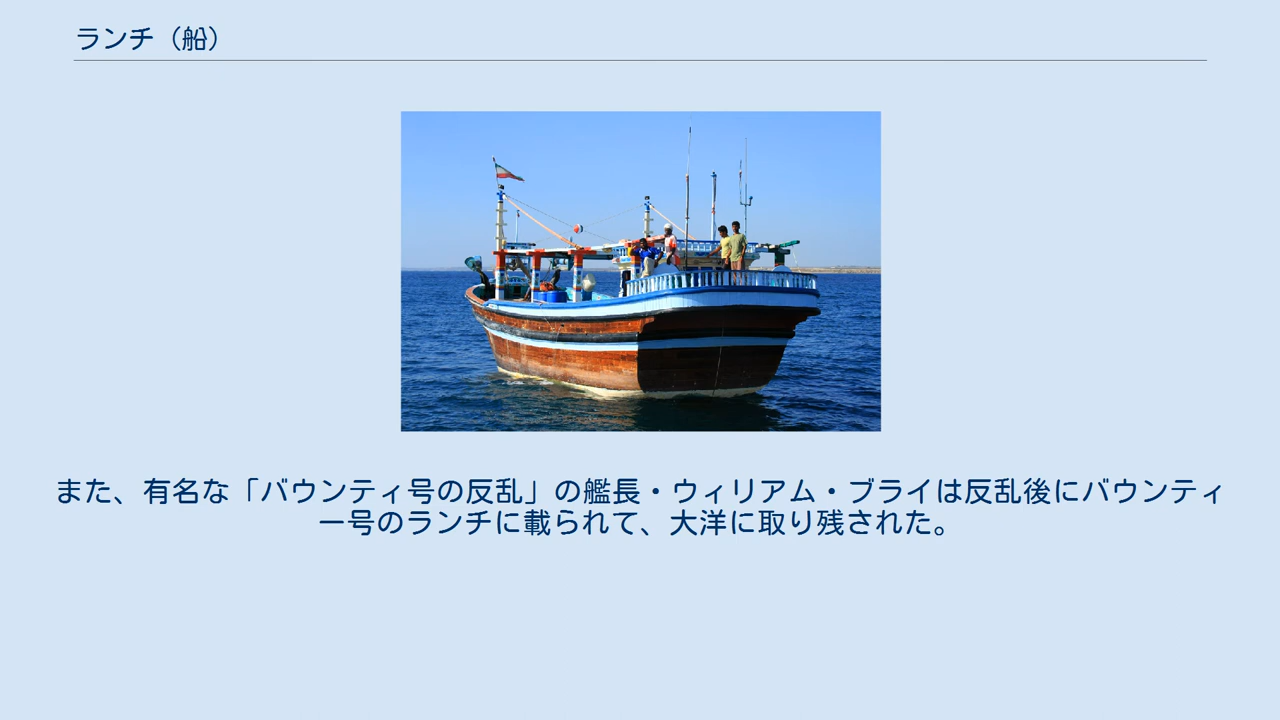 ランチ（船）
また、有名な「バウンティ号の反乱」の艦長・ウィリアム・ブライは反乱後にバウンティ
ー号のランチに載られて、大洋に取り残された。